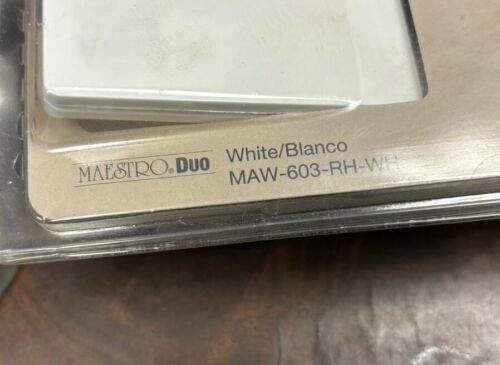 MAESTRO® DUO White/Blanco
MAW-603-RH-WH